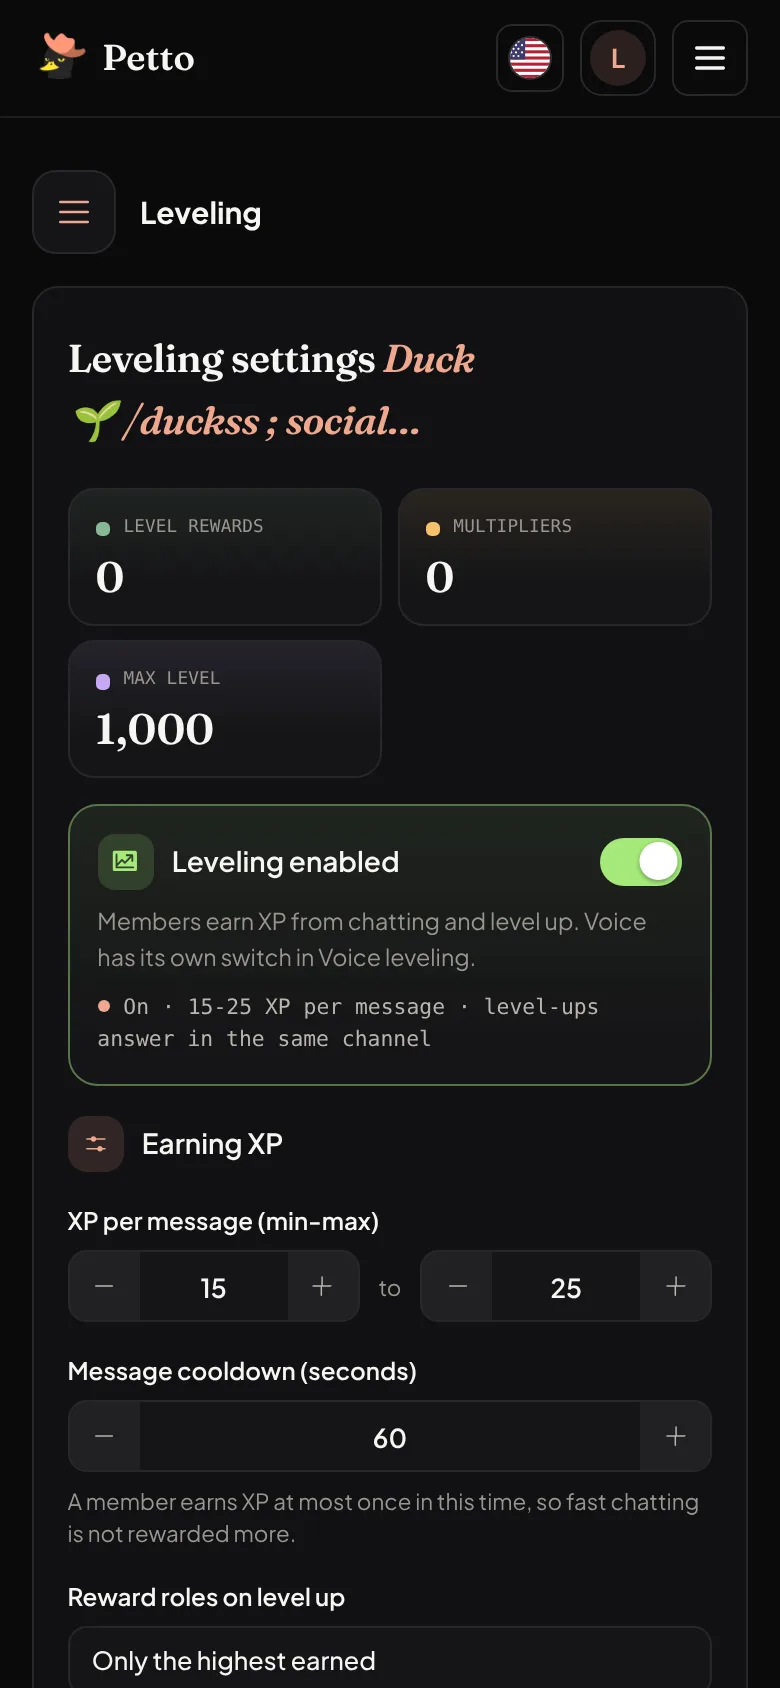 Petto
L
Leveling
Leveling settings Duck
🌱/duckss ; social...
LEVEL REWARDS
0
MULTIPLIERS
0
MAX LEVEL
1,000
Leveling enabled
Members earn XP from chatting and level up. Voice
has its own switch in Voice leveling.
On · 15-25 XP per message · level-ups
answer in the same channel
Earning XP
XP per message (min-max)
− 15 + to − 25 +
Message cooldown (seconds)
− 60 +
A member earns XP at most once in this time, so fast chatting
is not rewarded more.
Reward roles on level up
Only the highest earned